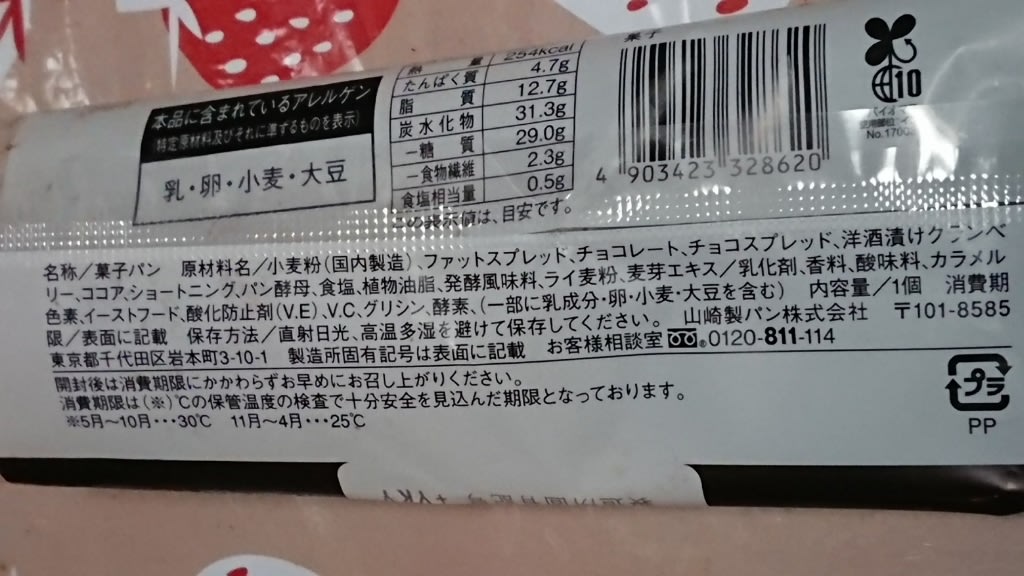 本品に含まれているアレルゲン
(特定原材料及びそれに準ずるものを表示)
乳・卵・小麦・大豆
熱量 254kcal
たんぱく質 4.7g
脂質 12.7g
炭水化物 31.3g
-糖質 29.0g
-食物繊維 2.3g
食塩相当量 0.5g
この表示値は、目安です。
菓子
4 903423 328620
名称/菓子パン 原材料名/小麦粉(国内製造)、ファットスプレッド、チョコレート、チョコスプレッド、洋酒漬けクランベ
リー、ココア、ショートニング、パン酵母、食塩、植物油脂、発酵風味料、ライ麦粉、麦芽エキス/乳化剤、香料、酸味料、カラメル
色素、イーストフード、酸化防止剤(V.E)、V.C、グリシン、酵素、(一部に乳成分・卵・小麦・大豆を含む) 内容量/1個 消費期
限/表面に記載 保存方法/直射日光、高温多湿を避けて保存してください。 山崎製パン株式会社 〒101-8585
東京都千代田区岩本町3-10-1 製造所固有記号は表面に記載 お客様相談室 0120-811-114
開封後は消費期限にかかわらずお早めにお召し上がりください。
消費期限は(※)℃の保管温度の検査で十分安全を見込んだ期限となっております。
※5月〜10月・・・30℃ 11月〜4月・・・25℃
プラ
PP